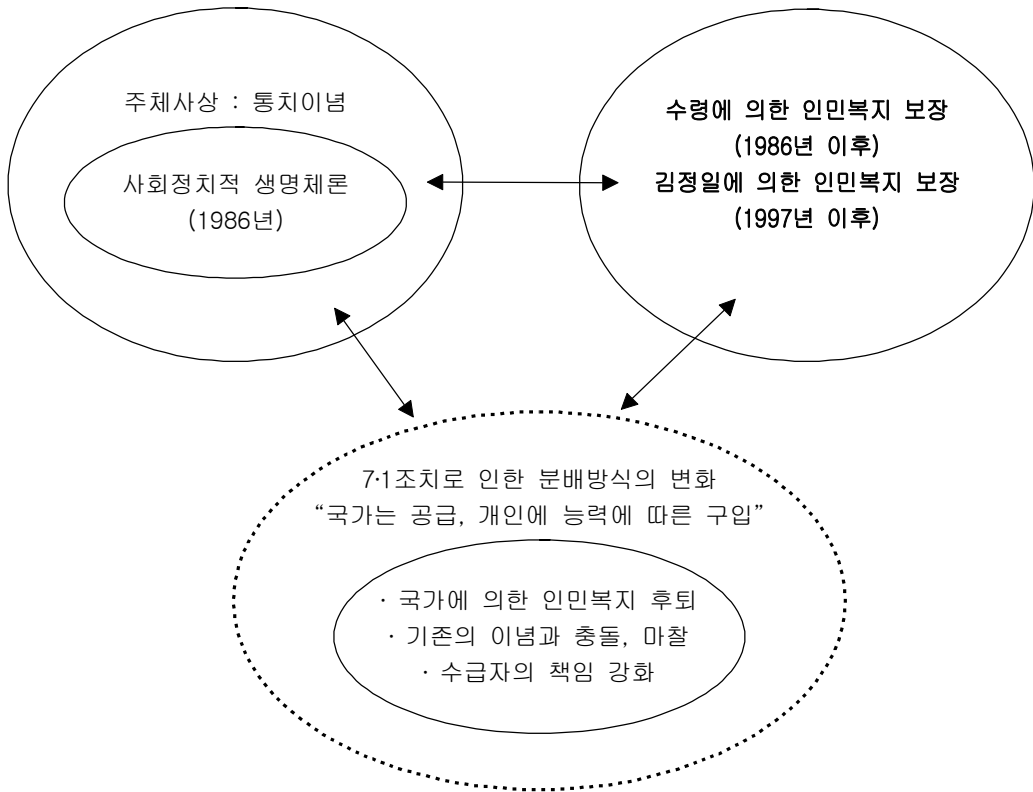 주체사상 : 통치이념
사회정치적 생명체론
(1986년)
수령에 의한 인민복지 보장
(1986년 이후)
김정일에 의한 인민복지 보장
(1997년 이후)
7·1조치로 인한 분배방식의 변화
“국가는 공급, 개인에 능력에 따른 구입”
· 국가에 의한 인민복지 후퇴
· 기존의 이념과 충돌, 마찰
· 수급자의 책임 강화